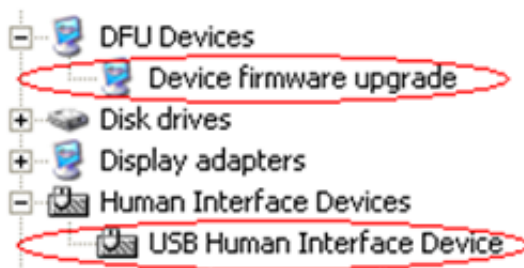 DFU Devices
Device firmware upgrade
Disk drives
Display adapters
Human Interface Devices
USB Human Interface Device